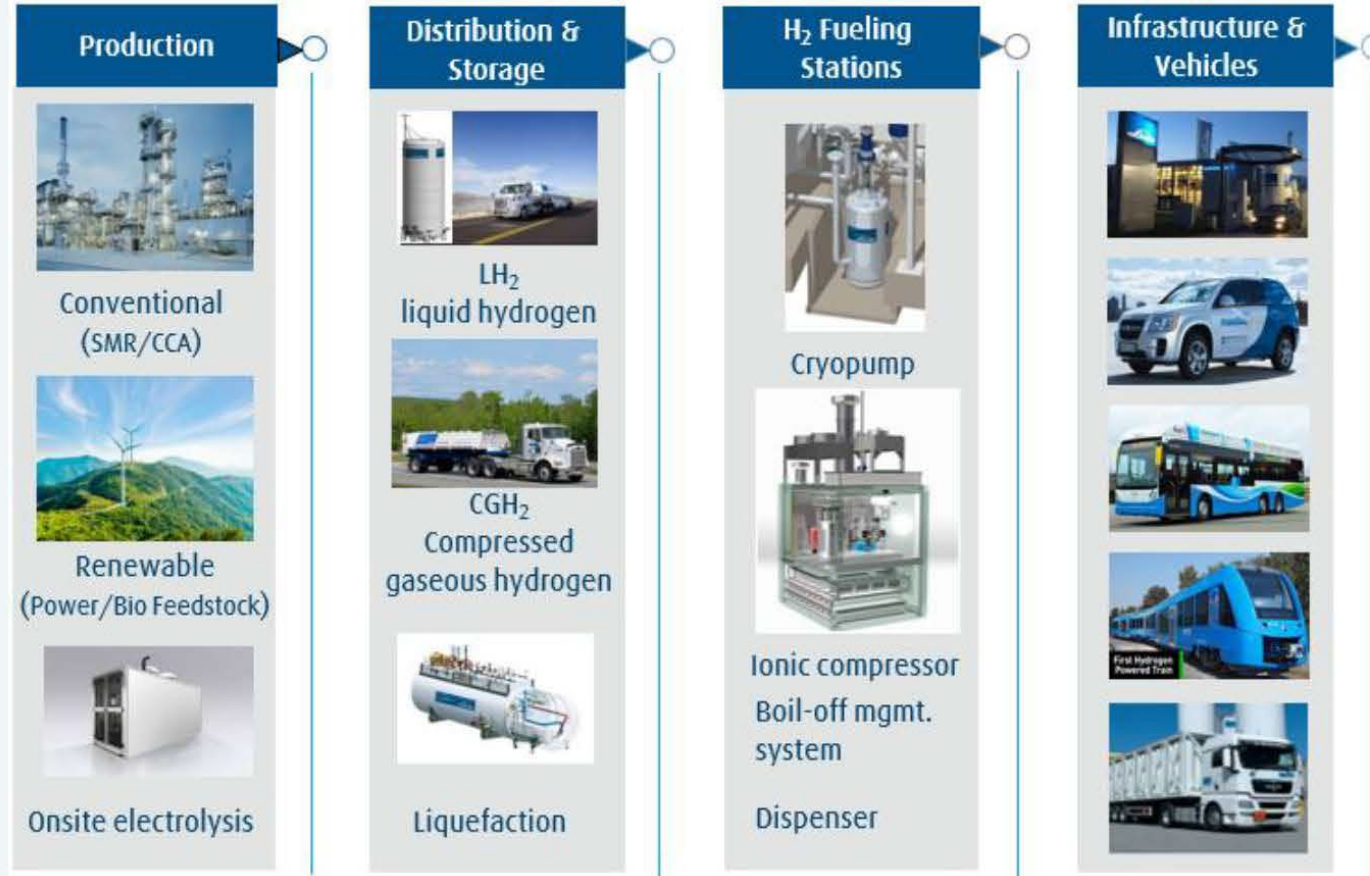 Production
Conventional
(SMR/CCA)
Renewable
(Power/Bio Feedstock)
Onsite electrolysis
Distribution &
Storage
LH₂
liquid hydrogen
CGH₂
Compressed
gaseous hydrogen
Liquefaction
H₂ Fueling
Stations
Cryopump
Ionic compressor
Boil-off mgmt.
system
Dispenser
Infrastructure &
Vehicles
First Hydrogen
Powered Train